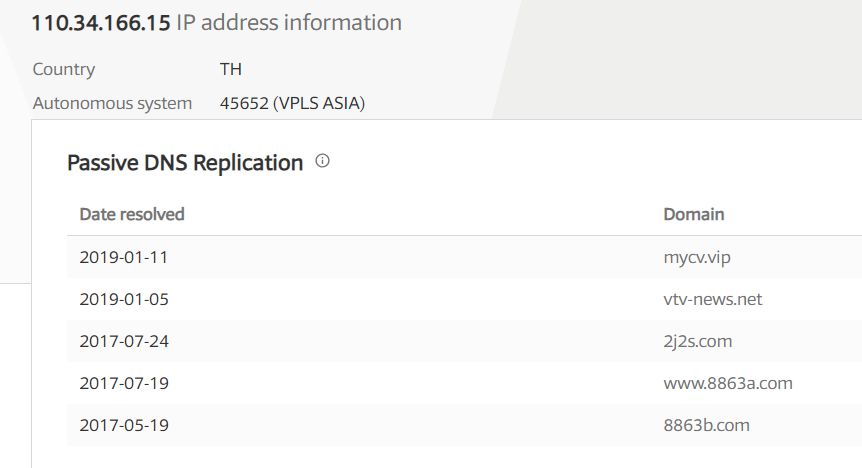 110.34.166.15 IP address information
Country TH
Autonomous system 45652 (VPLS ASIA)
Passive DNS Replication
Date resolved Domain
2019-01-11 mycv.vip
2019-01-05 vtv-news.net
2017-07-24 2j2s.com
2017-07-19 www.8863a.com
2017-05-19 8863b.com